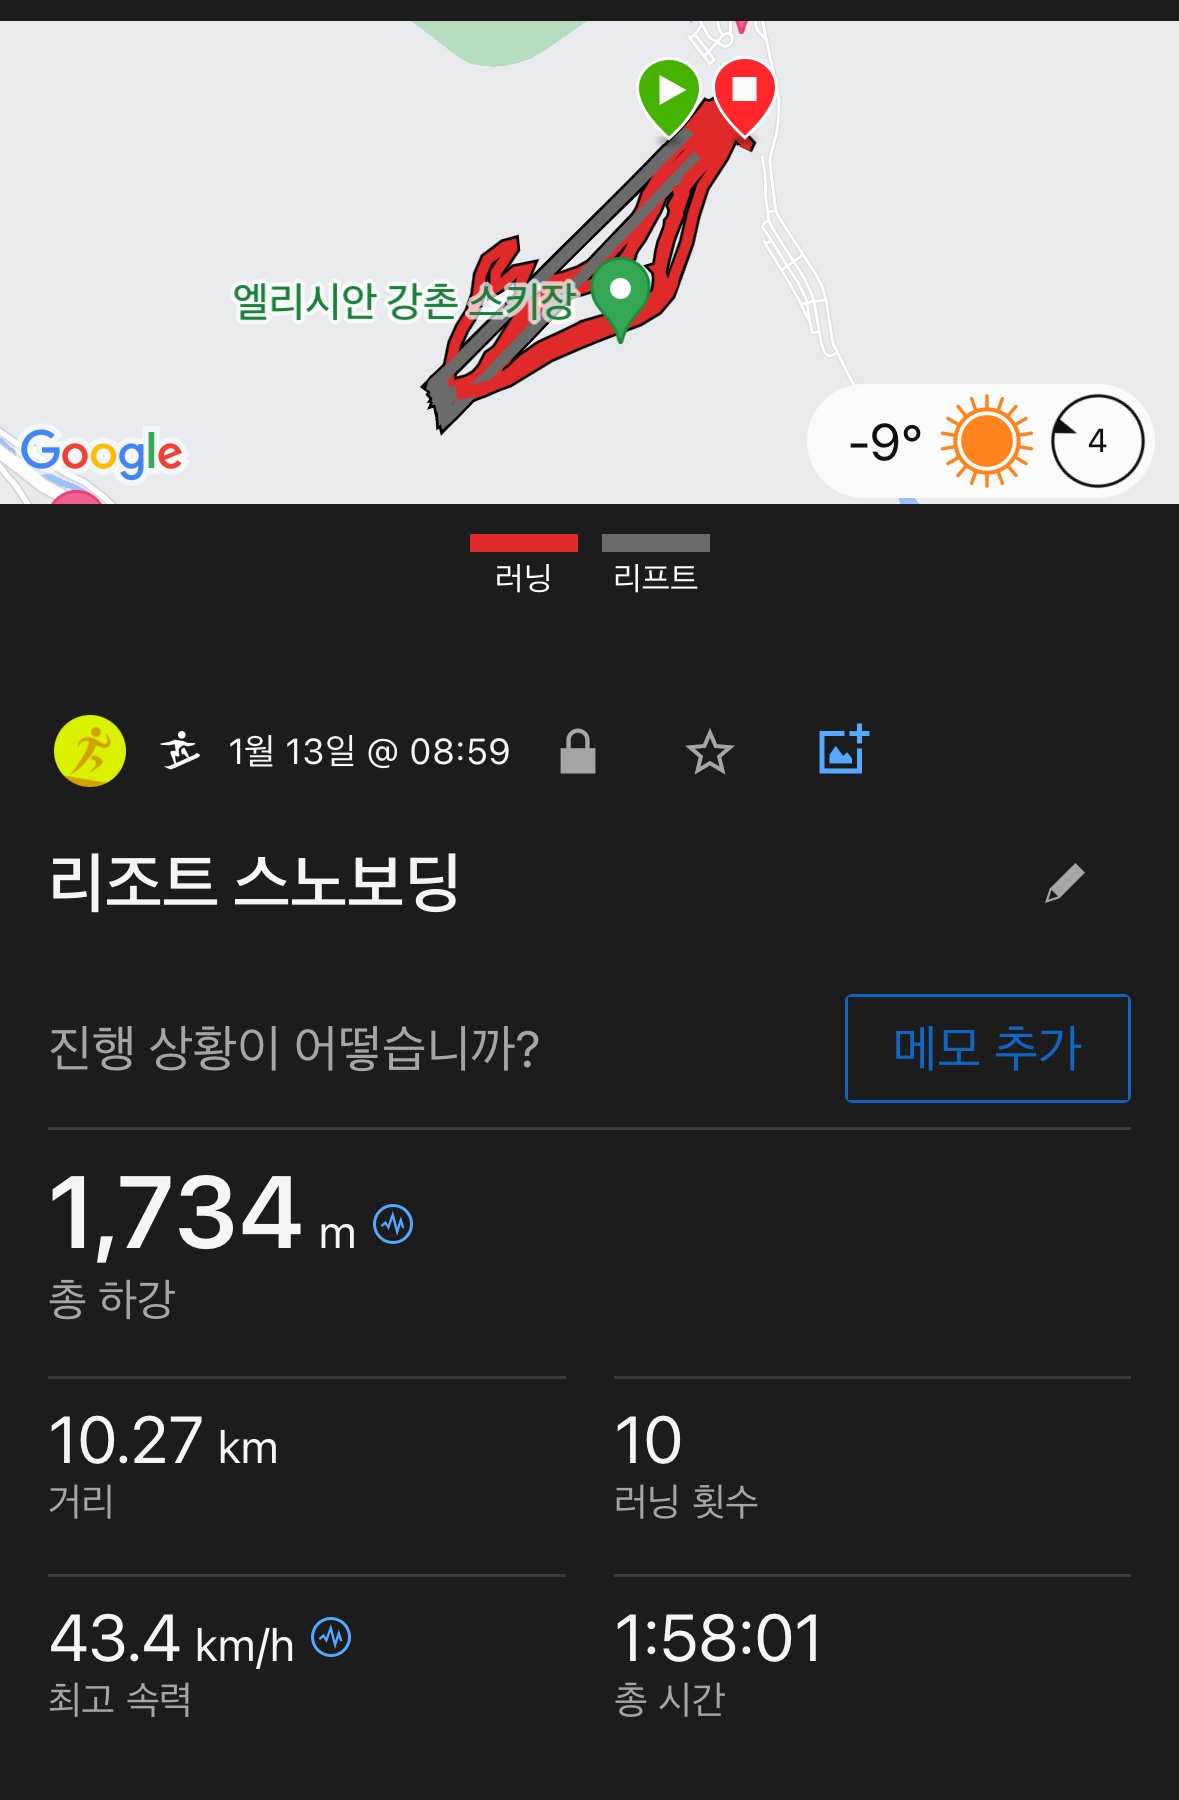 엘리시안 강촌 스키장
Google
-9°
4
러닝
리프트
1월 13일 @ 08:59
리조트 스노보딩
진행 상황이 어떻습니까?
메모 추가
1,734 m
총 하강
10.27 km
거리
10
러닝 횟수
43.4 km/h
최고 속력
1:58:01
총 시간